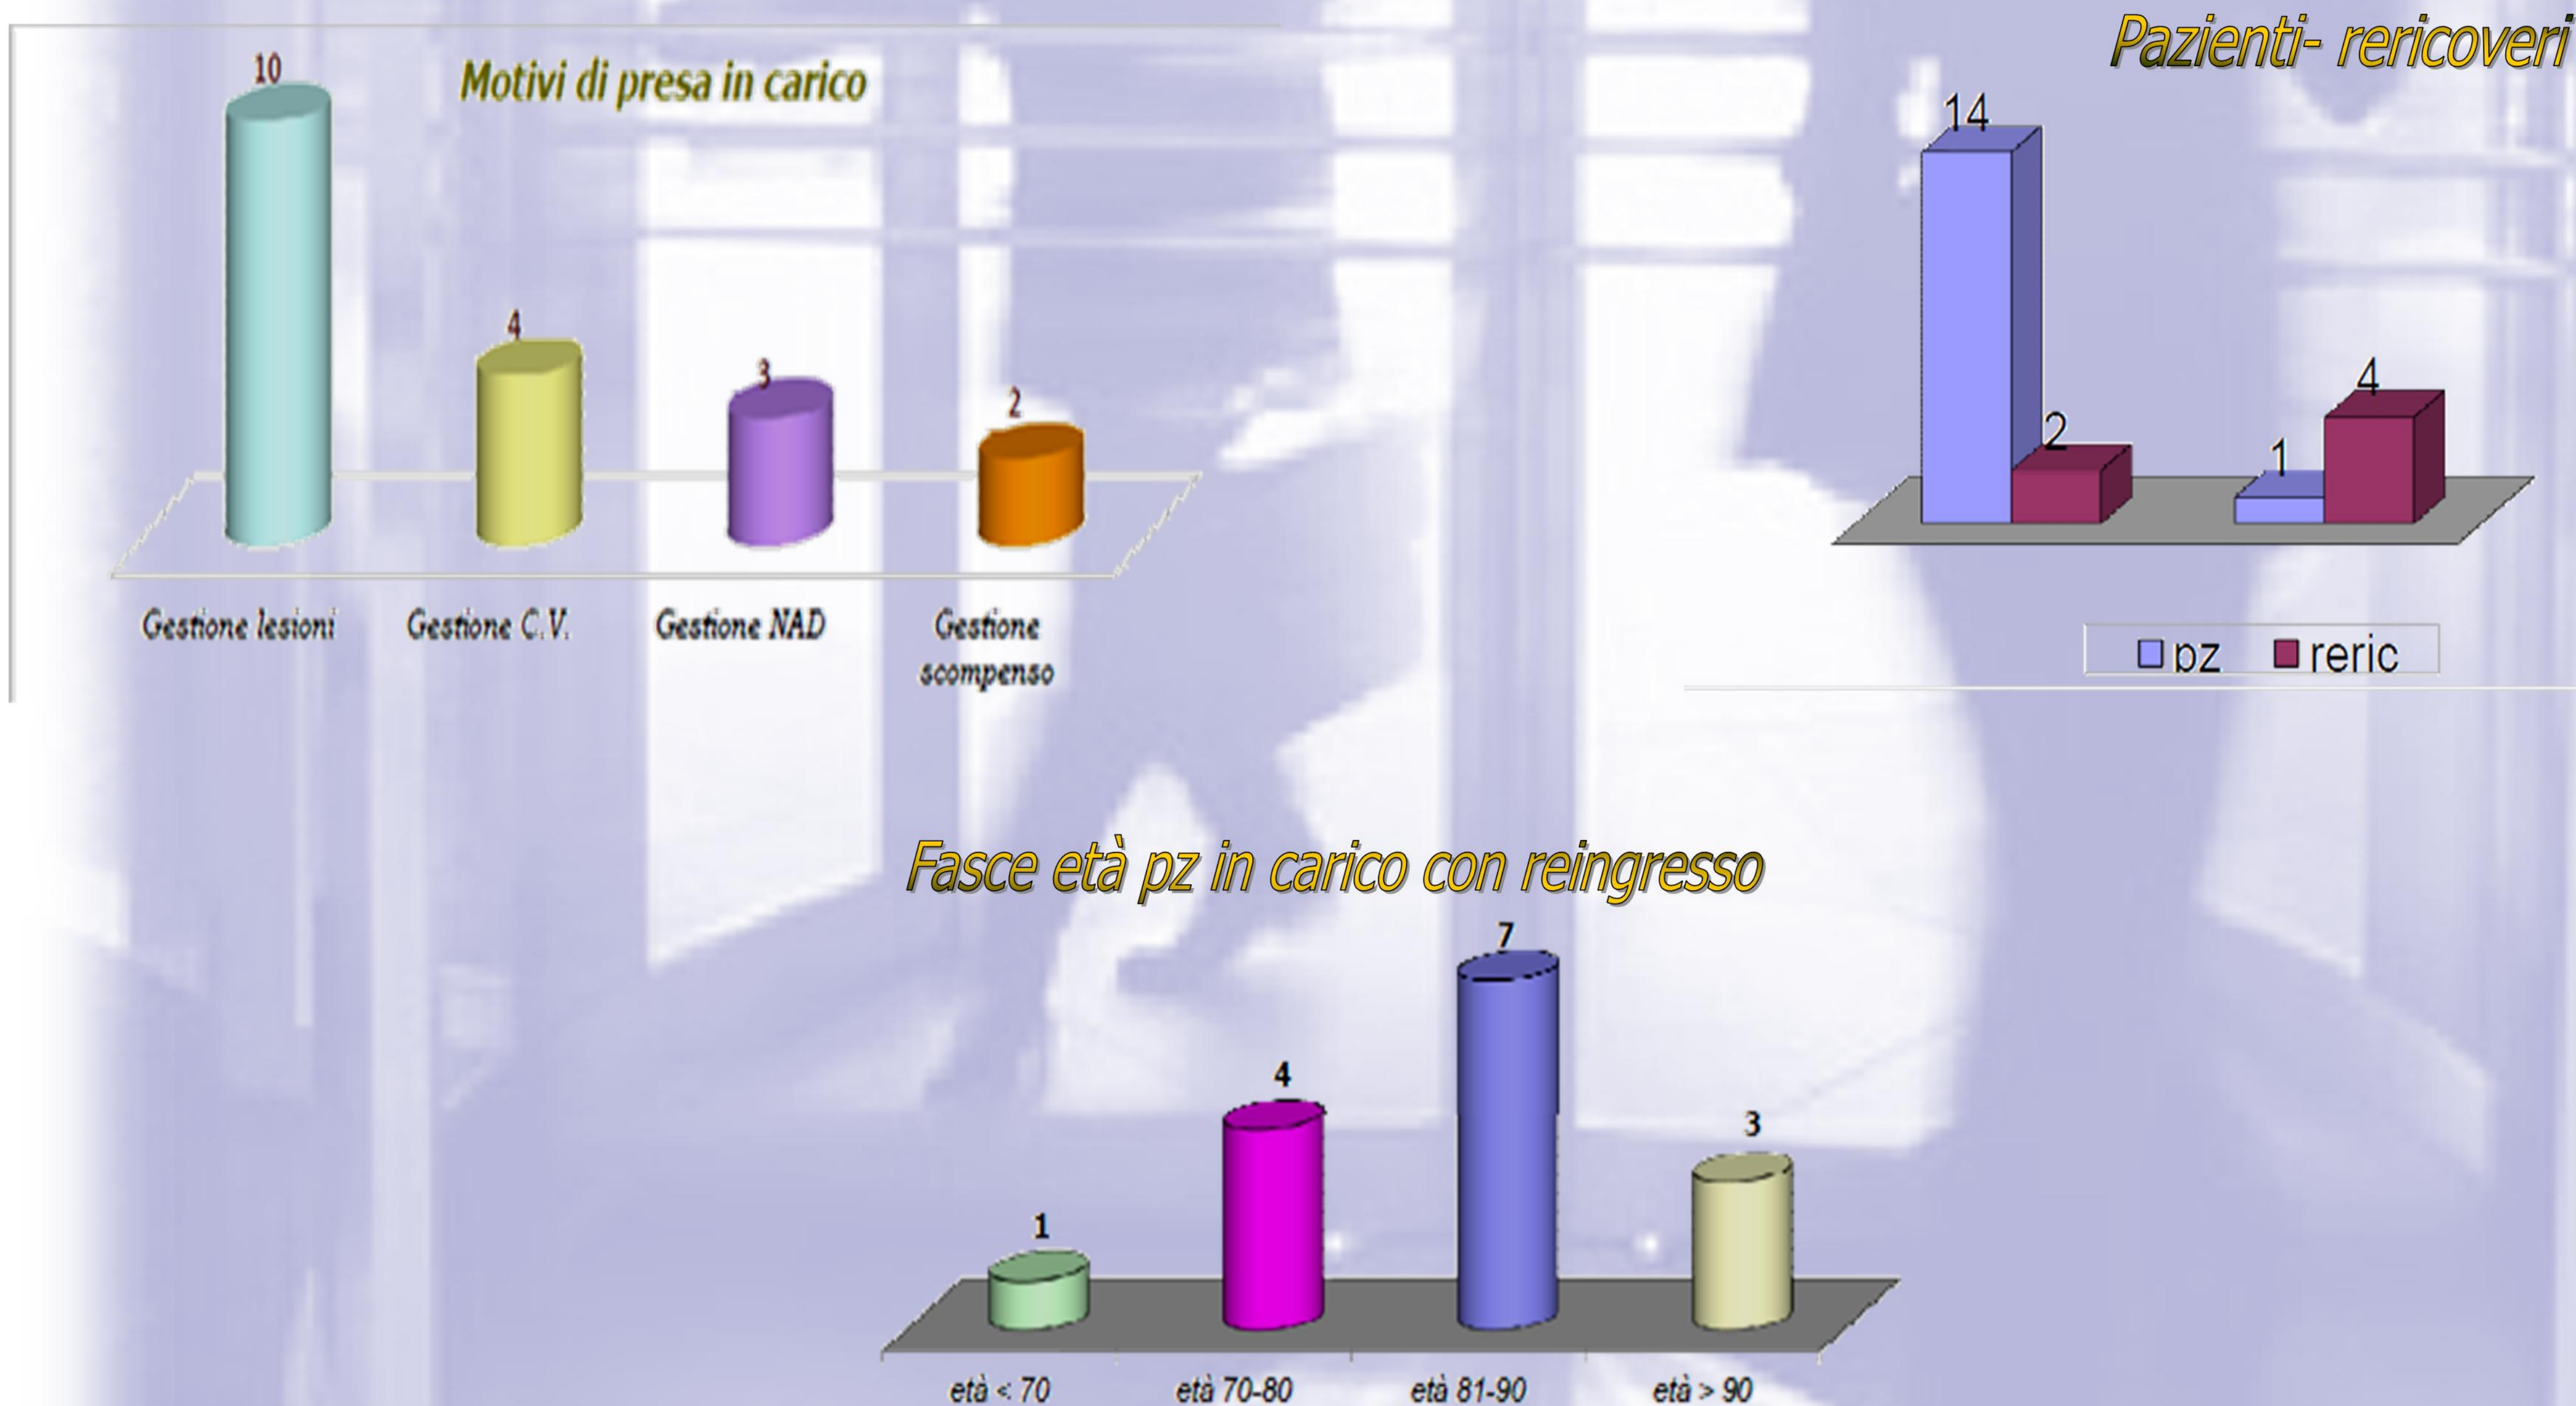 Motivi di presa in carico
10
4
3
2
Gestione lesioni
Gestione C.V.
Gestione NAD
Gestione
scompenso
Pazienti- rericoveri
14
2
1
4
pz
reric
Fasce età pz in carico con reingresso
1
4
7
3
età < 70
età 70-80
età 81-90
età > 90